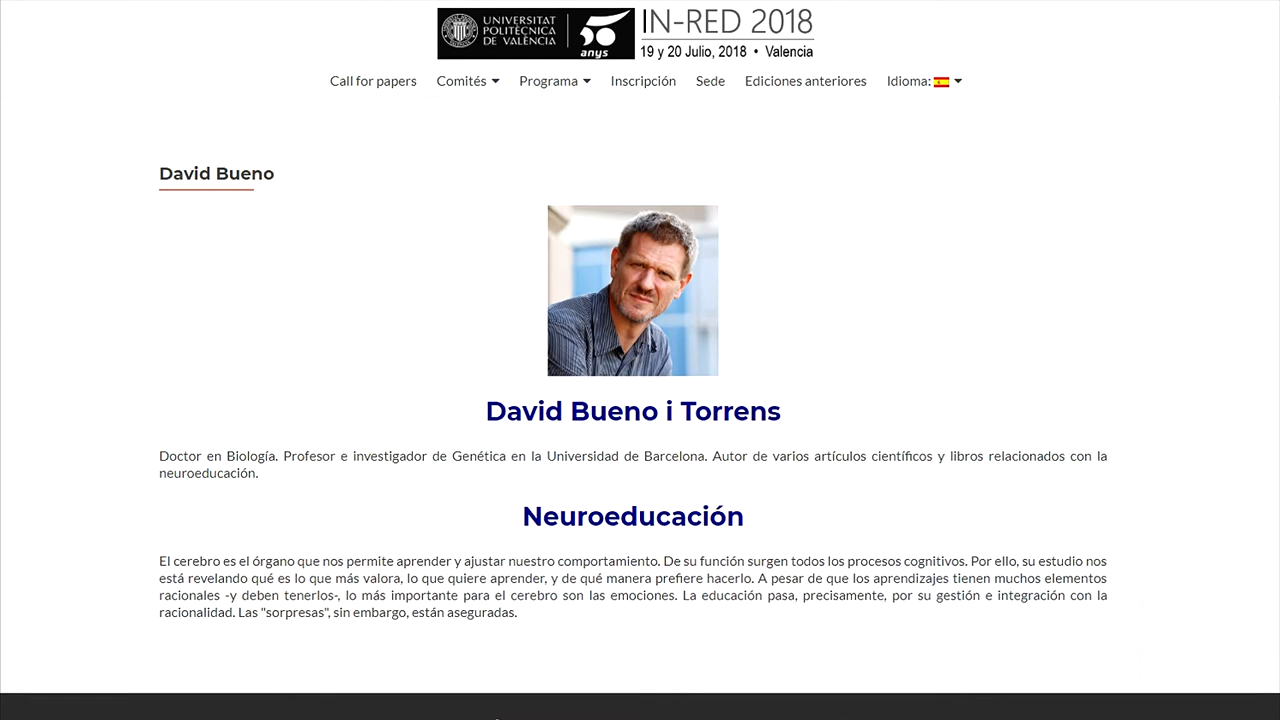 UNIVERSITAT
POLITÈCNICA
DE VALÈNCIA
50
anys
IN-RED 2018
19 y 20 Julio, 2018 • Valencia
Call for papers Comités Programa Inscripción Sede Ediciones anteriores Idioma:
David Bueno
David Bueno i Torrens
Doctor en Biología. Profesor e investigador de Genética en la Universidad de Barcelona. Autor de varios artículos científicos y libros relacionados con la
neuroeducación.
Neuroeducación
El cerebro es el órgano que nos permite aprender y ajustar nuestro comportamiento. De su función surgen todos los procesos cognitivos. Por ello, su estudio nos
está revelando qué es lo que más valora, lo que quiere aprender, y de qué manera prefiere hacerlo. A pesar de que los aprendizajes tienen muchos elementos
racionales -y deben tenerlos-, lo más importante para el cerebro son las emociones. La educación pasa, precisamente, por su gestión e integración con la
racionalidad. Las "sorpresas", sin embargo, están aseguradas.